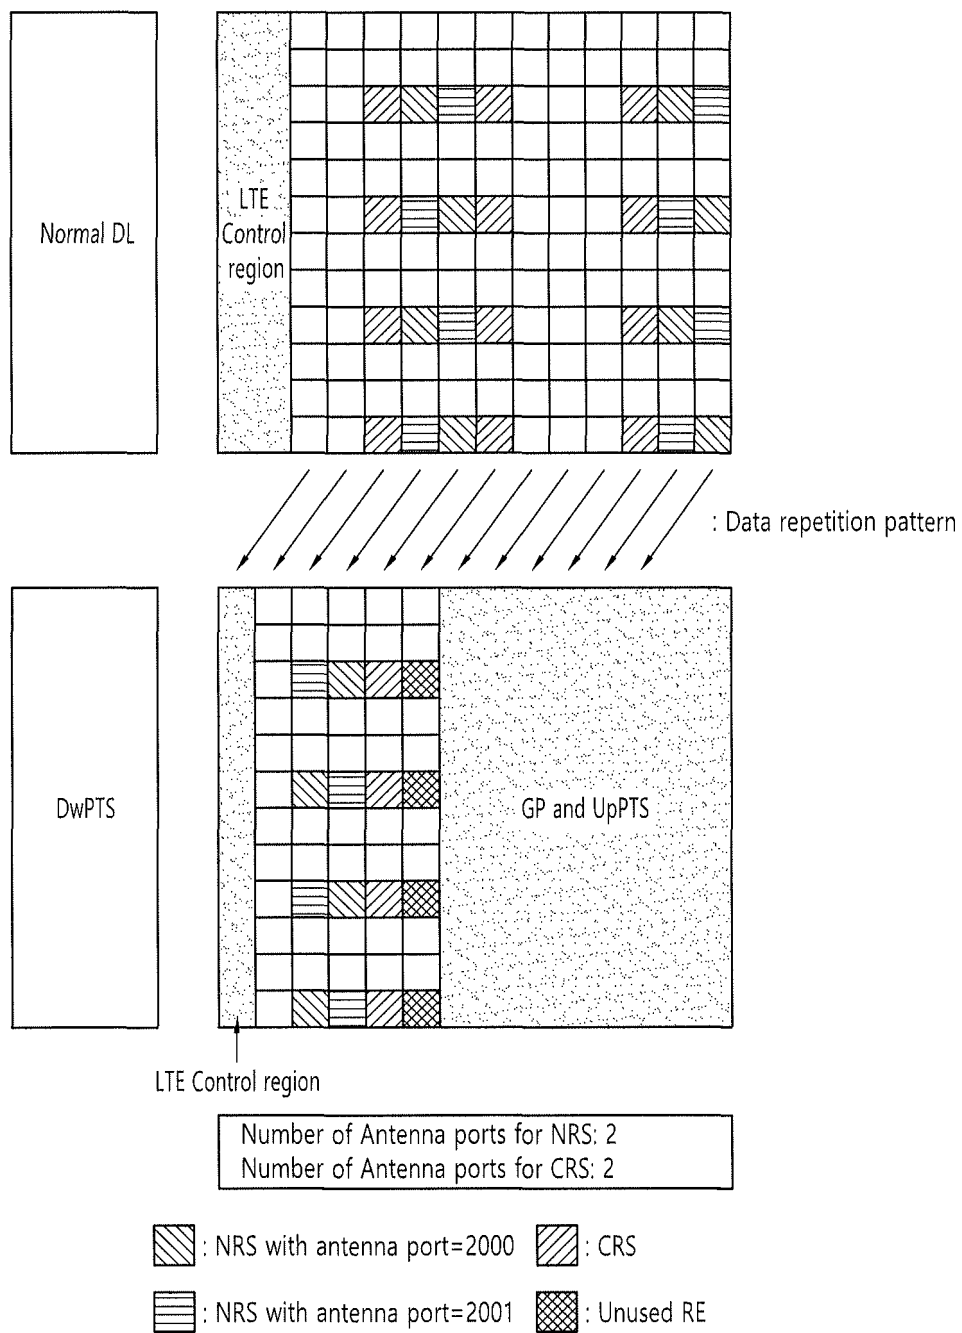 Normal DL
LTE
Control
region
: Data repetition pattern
DwPTS
GP and UpPTS
LTE Control region
Number of Antenna ports for NRS: 2
Number of Antenna ports for CRS: 2
: NRS with antenna port=2000
: CRS
: NRS with antenna port=2001
: Unused RE